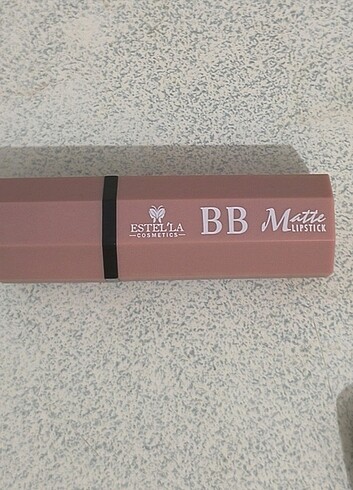 ESTEL'LA
COSMETICS
BB
Matte
LIPSTICK